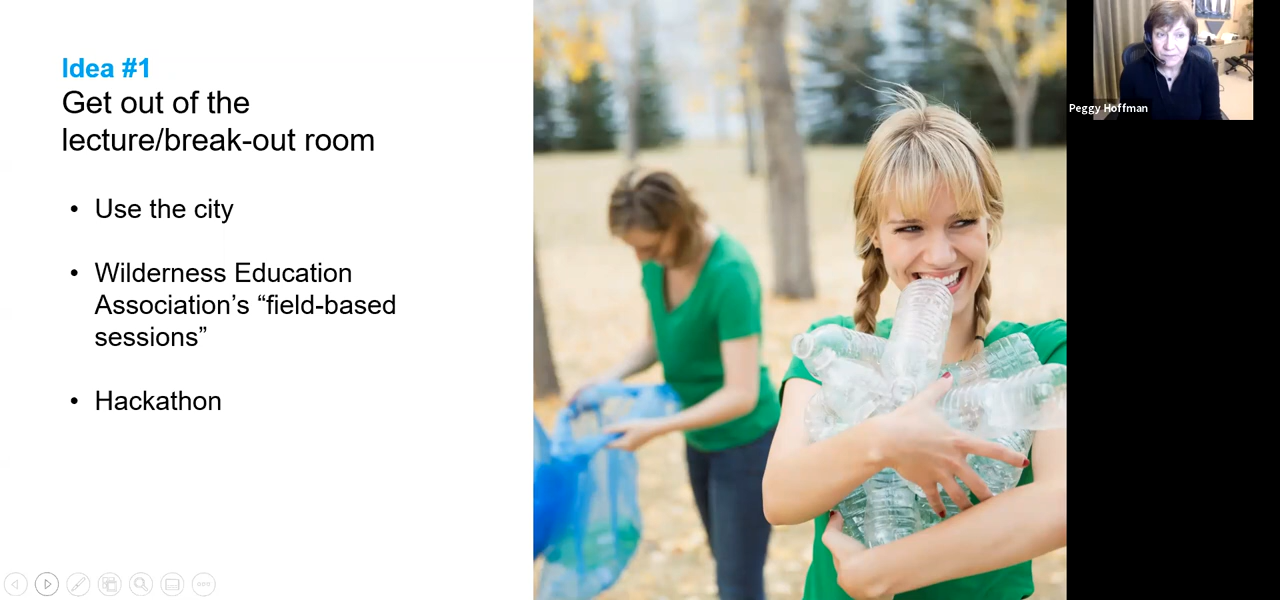 Idea #1
Get out of the
lecture/break-out room
• Use the city
• Wilderness Education
Association’s “field-based
sessions”
• Hackathon
Peggy Hoffman